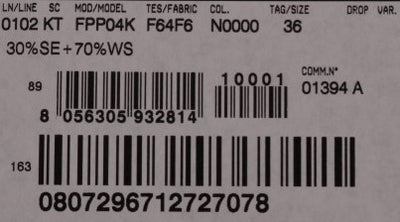 LN/LINE SC MOD/MODEL TES/FABRIC COL. TAG/SIZE DROP VAR.
0102 KT FPP04K F64F6 N0000 36
30%SE+70%WS
10001 COMM.N°
89 01394 A
8 056305 932814
163
0807296712727078